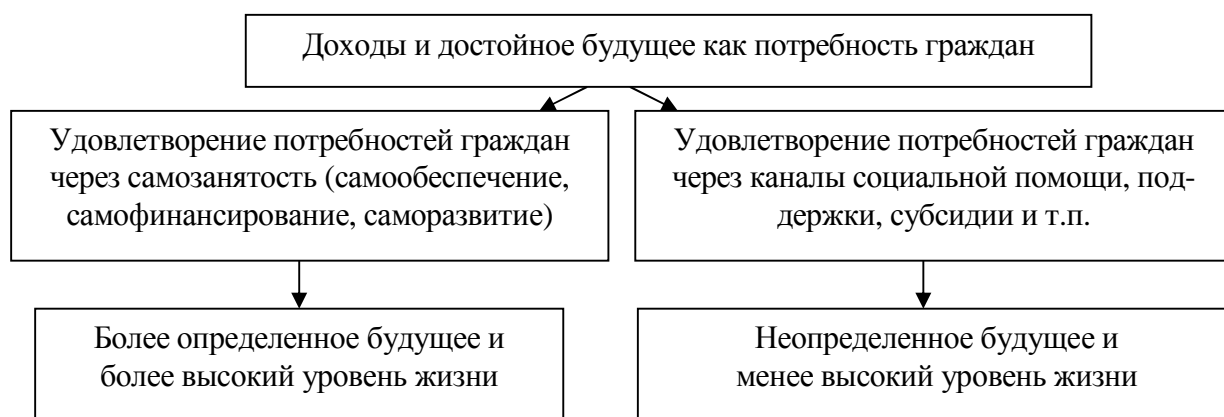 Доходы и достойное будущее как потребность граждан
Удовлетворение потребностей граждан
через самозанятость (самообеспечение,
самофинансирование, саморазвитие)
Удовлетворение потребностей граждан
через каналы социальной помощи, под-
держки, субсидии и т.п.
Более определенное будущее и
более высокий уровень жизни
Неопределенное будущее и
менее высокий уровень жизни